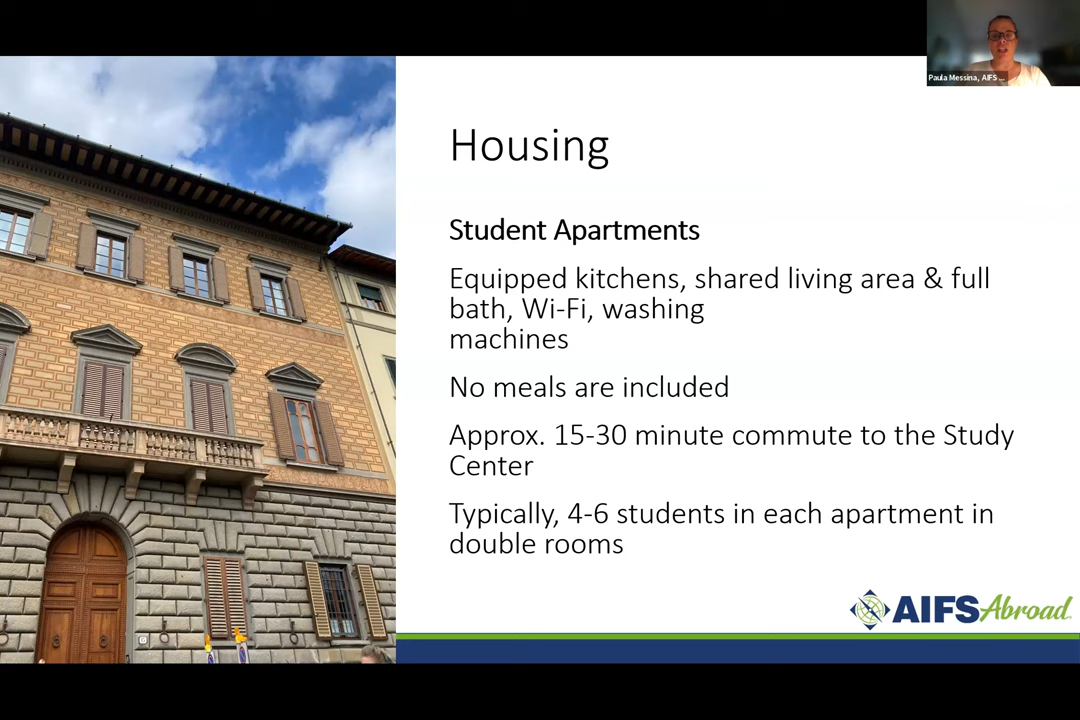 Paula Messina, AIFS ...
Housing
Student Apartments
Equipped kitchens, shared living area & full
bath, Wi-Fi, washing
machines
No meals are included
Approx. 15-30 minute commute to the Study
Center
Typically, 4-6 students in each apartment in
double rooms
AIFS Abroad